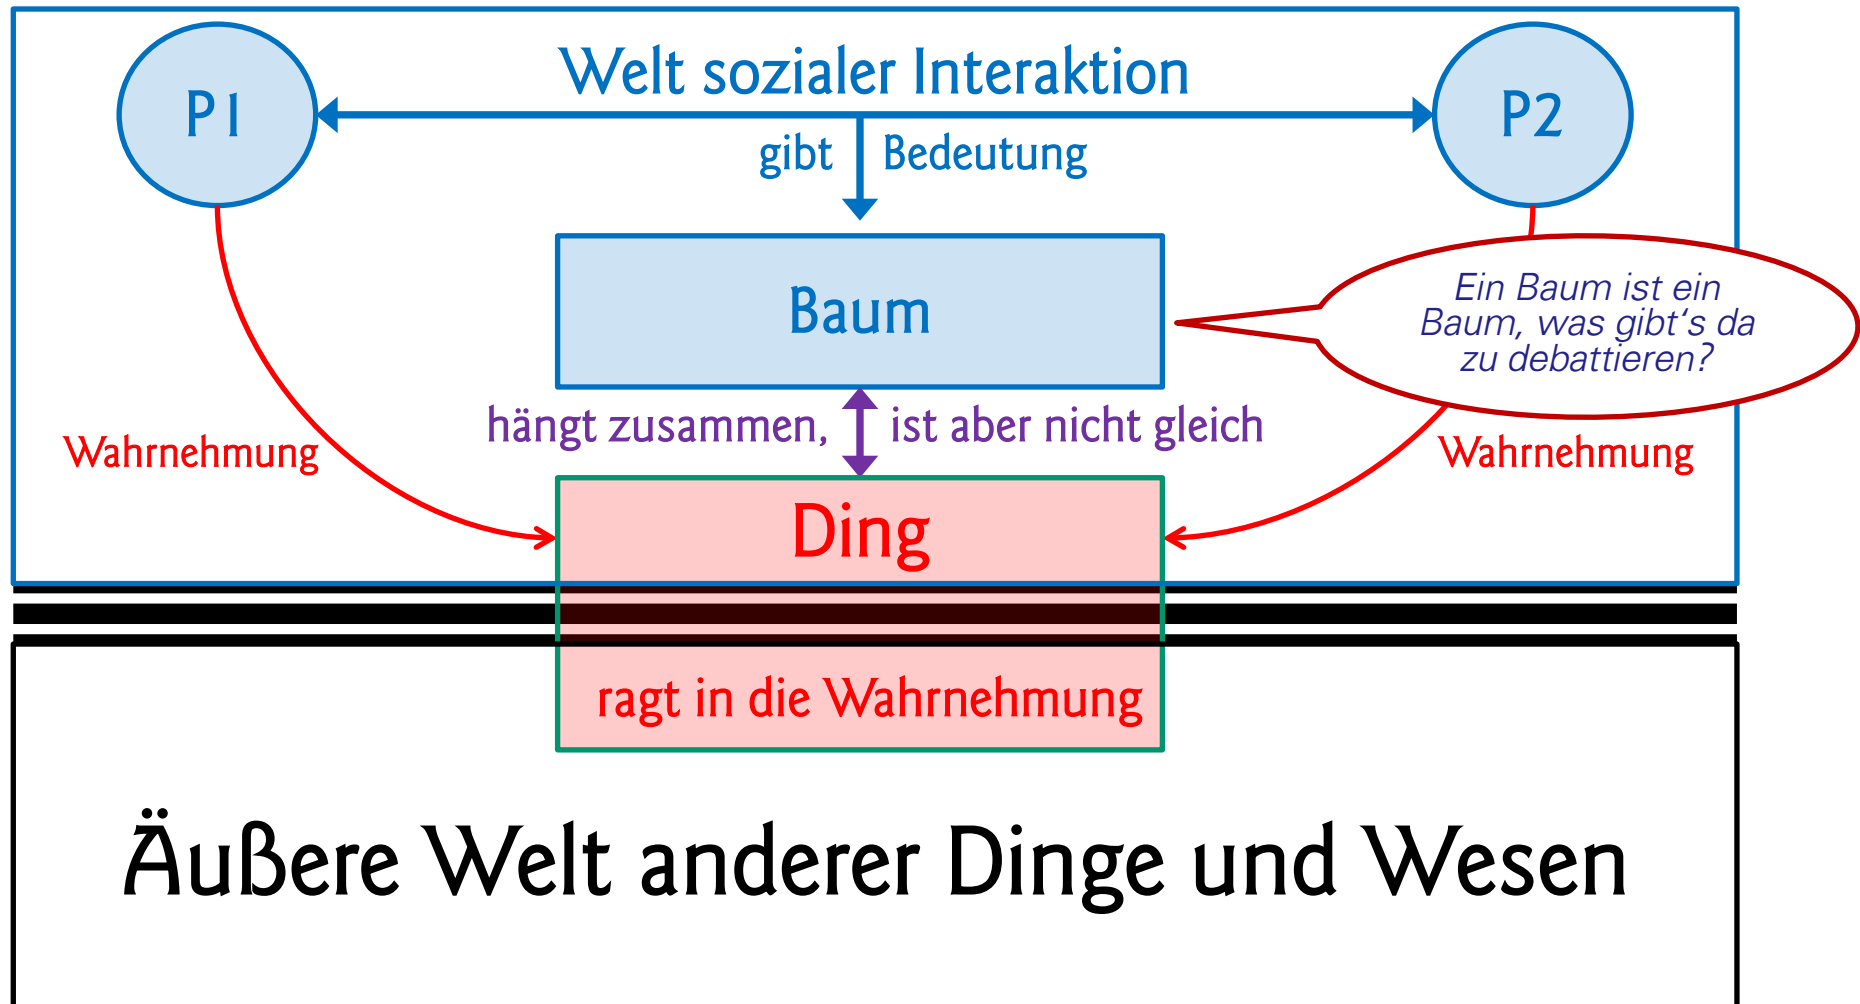 Welt sozialer Interaktion
P1
P2
gibt Bedeutung
Baum
Ein Baum ist ein
Baum, was gibt‘s da
zu debattieren?
hängt zusammen, ist aber nicht gleich
Wahrnehmung
Wahrnehmung
Ding
ragt in die Wahrnehmung
Äußere Welt anderer Dinge und Wesen